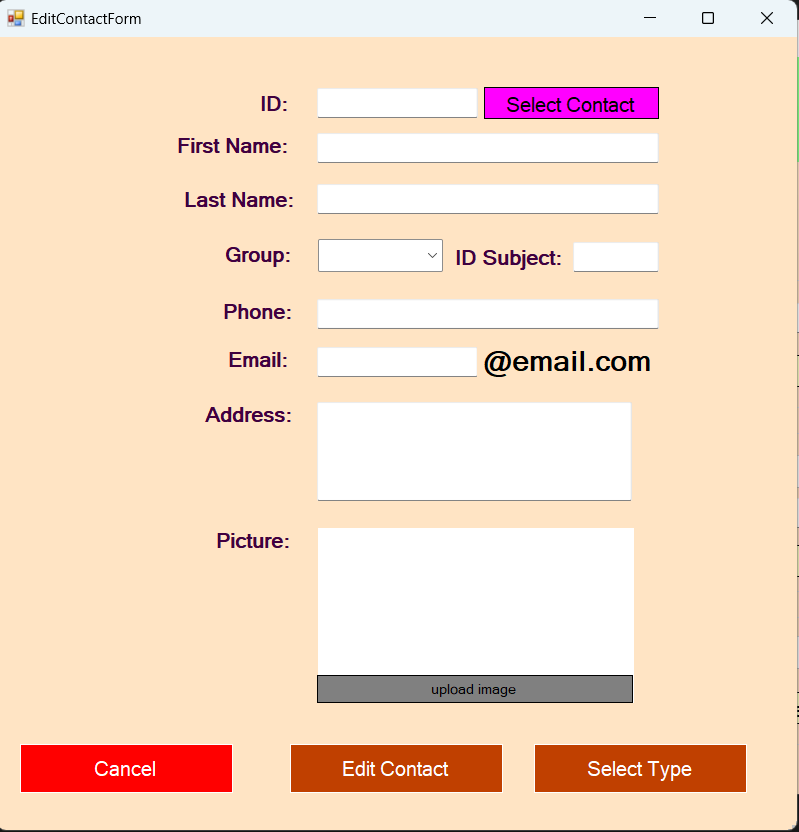 EditContactForm
ID: Select Contact
First Name:
Last Name:
Group: ID Subject:
Phone:
Email: @email.com
Address:
Picture:
upload image
Cancel Edit Contact Select Type